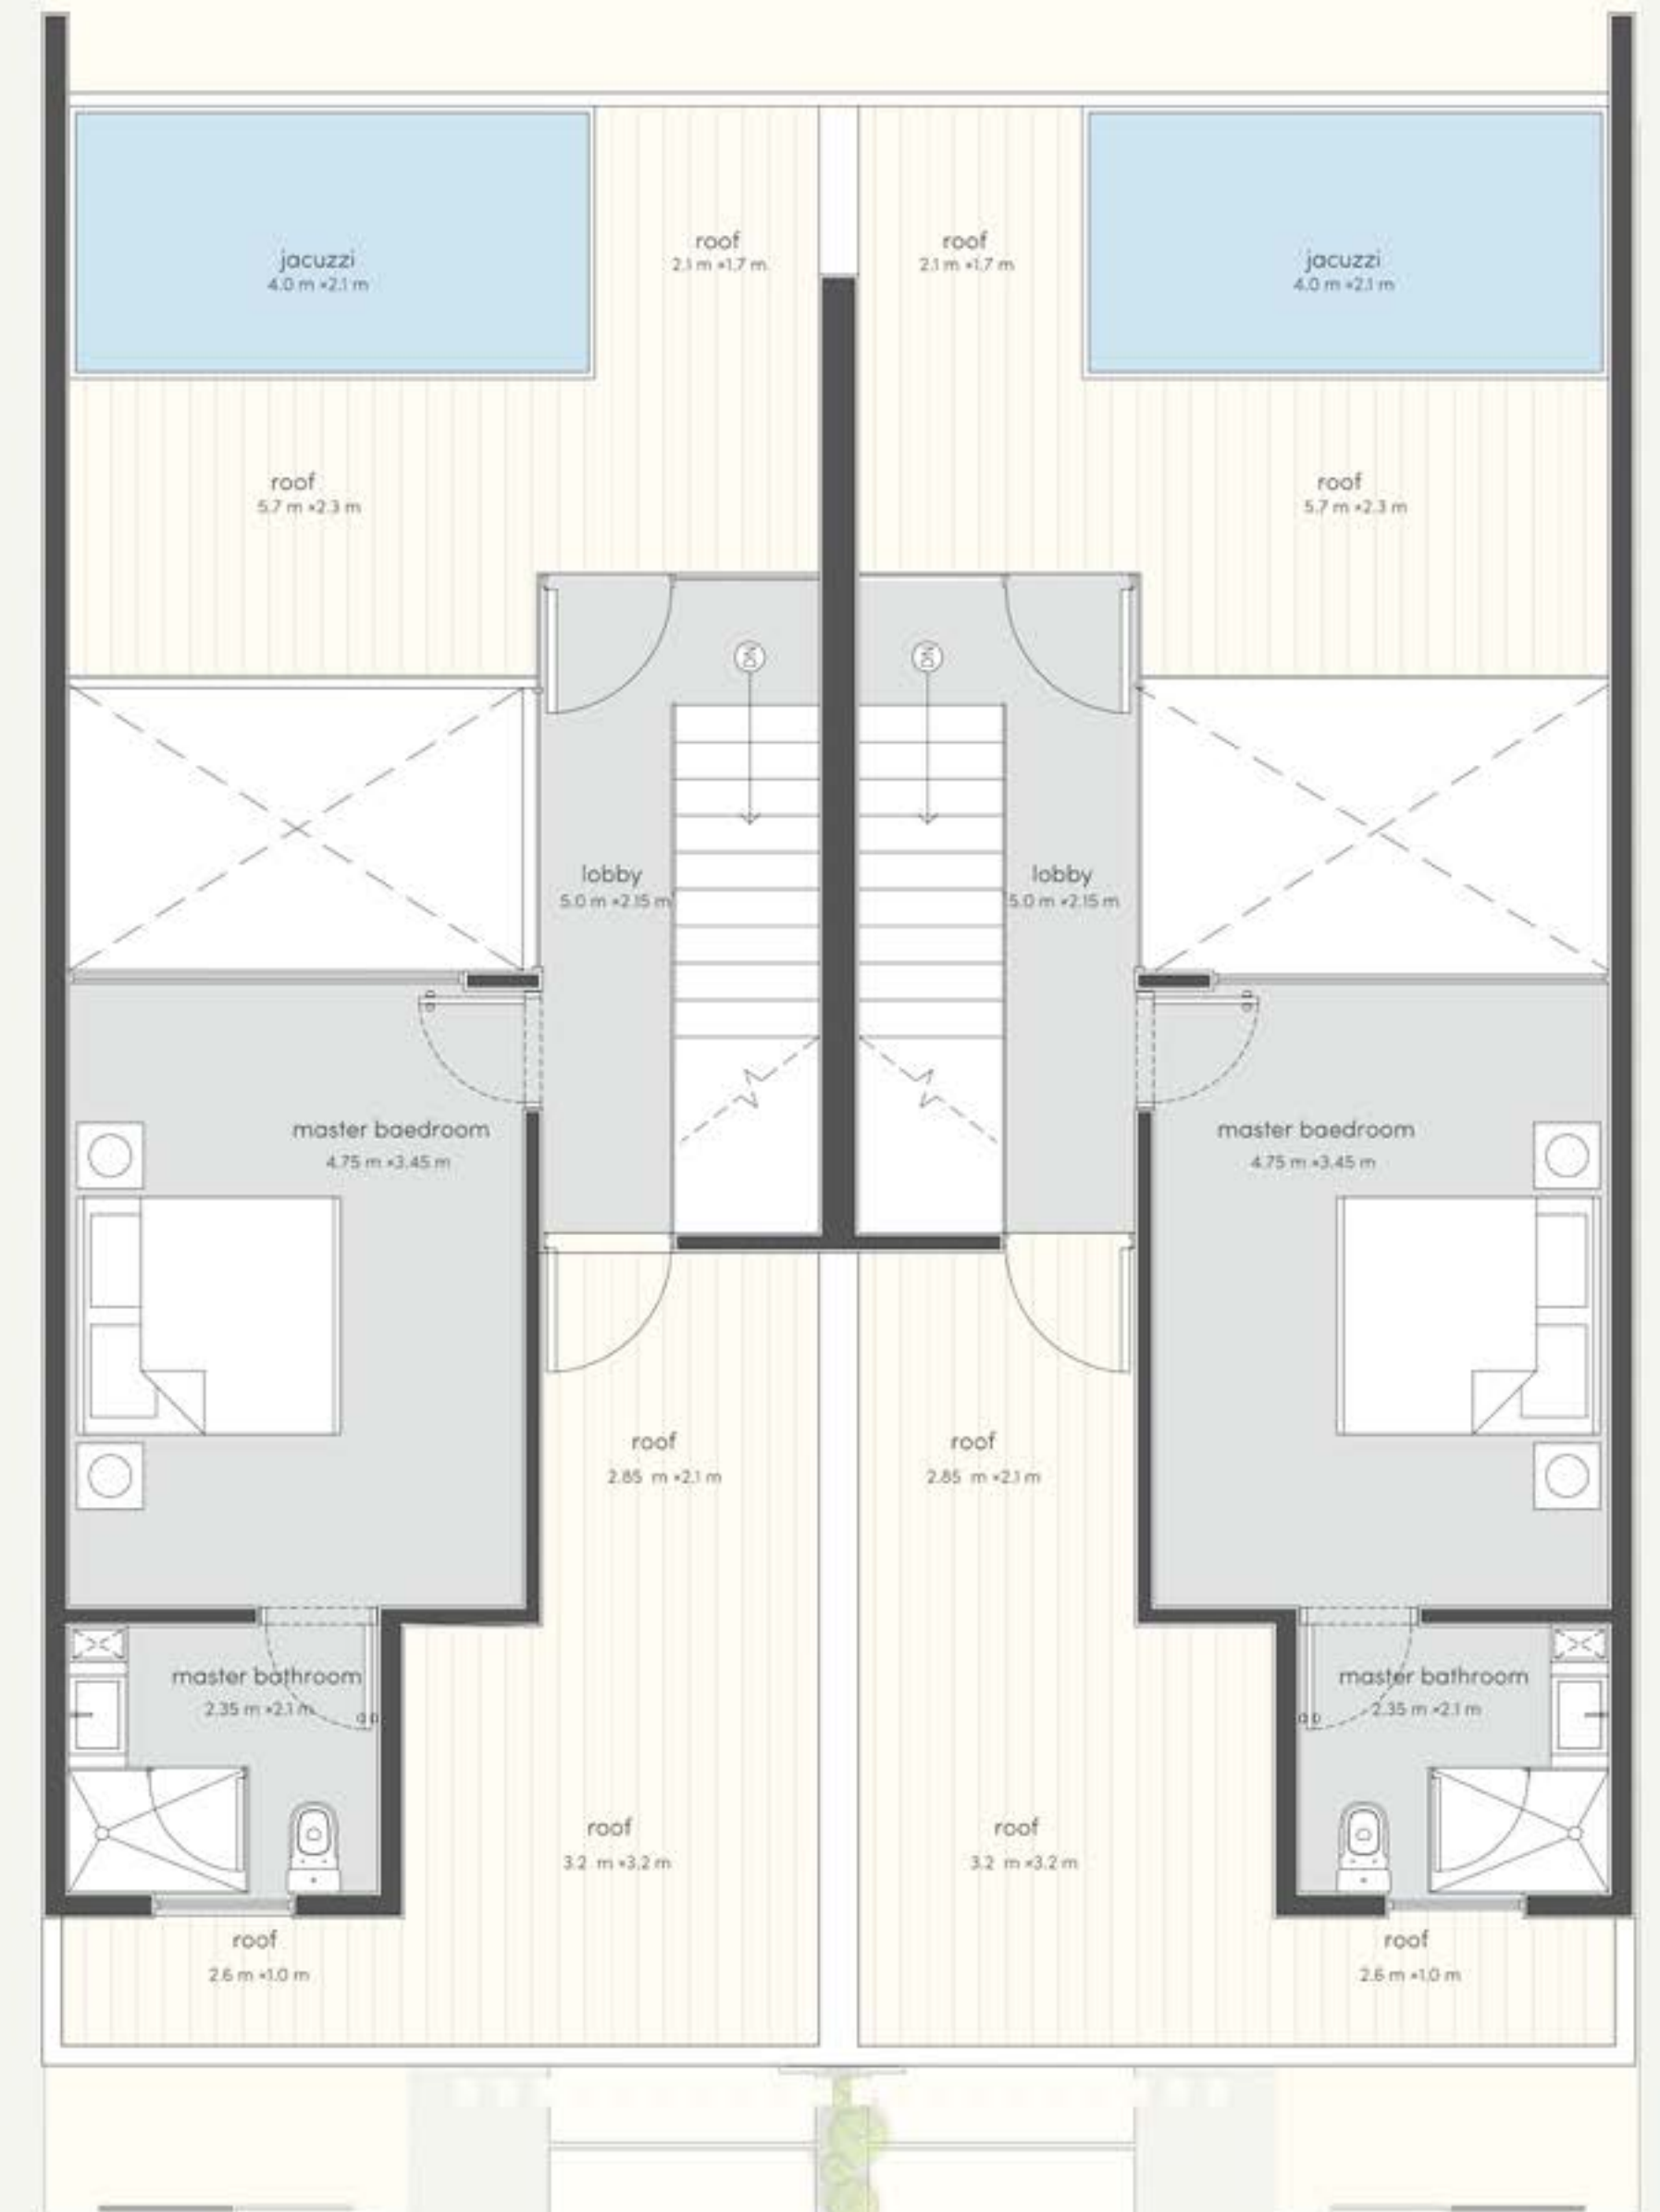 roof
2.1 m ×1.7 m
roof
2.1 m ×1.7 m
jacuzzi
4.0 m ×2.1 m
jacuzzi
4.0 m ×2.1 m
roof
5.7 m ×2.3 m
roof
5.7 m ×2.3 m
DN
DN
lobby
5.0 m ×2.15 m
lobby
5.0 m ×2.15 m
master baedroom
4.75 m ×3.45 m
master baedroom
4.75 m ×3.45 m
roof
2.85 m ×2.1 m
roof
2.85 m ×2.1 m
master bathroom
2.35 m ×2.1 m
master bathroom
2.35 m ×2.1 m
roof
3.2 m ×3.2 m
roof
3.2 m ×3.2 m
roof
2.6 m ×1.0 m
roof
2.6 m ×1.0 m